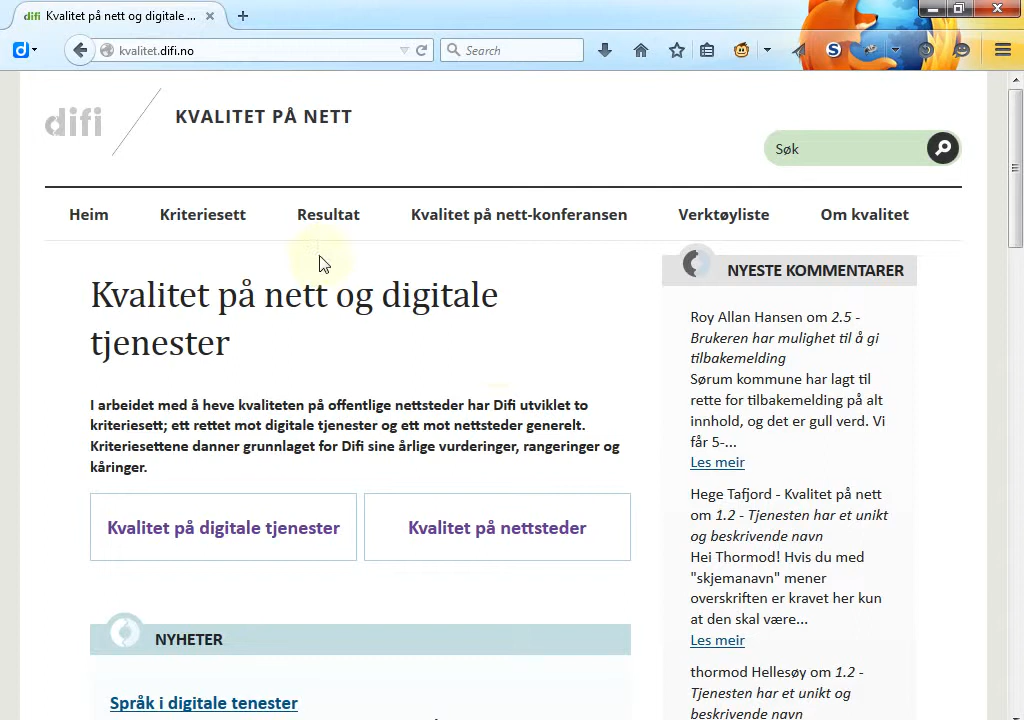 difi Kvalitet på nett og digitale ...
kvalitet.difi.no
Search
difi
KVALITET PÅ NETT
Søk
Heim
Kriteriesett
Resultat
Kvalitet på nett-konferansen
Verktøyliste
Om kvalitet
Kvalitet på nett og digitale
tjenester
I arbeidet med å heve kvaliteten på offentlige nettsteder har Difi utviklet to
kriteriesett; ett rettet mot digitale tjenester og ett mot nettsteder generelt.
Kriteriesettene danner grunnlaget for Difi sine årlige vurderinger, rangeringer og
kåringer.
Kvalitet på digitale tjenester
Kvalitet på nettsteder
NYHETER
Språk i digitale tenester
NYESTE KOMMENTARER
Roy Allan Hansen om 2.5 -
Brukeren har mulighet til å gi
tilbakemelding
Sørum kommune har lagt til
rette for tilbakemelding på alt
innhold, og det er gull verd. Vi
får 5-...
Les meir
Hege Tafjord - Kvalitet på nett
om 1.2 - Tjenesten har et unikt
og beskrivende navn
Hei Thormod! Hvis du med
"skjemanavn" mener
overskriften er kravet her kun
at den skal være...
Les meir
thormod Hellesøy om 1.2 -
Tjenesten har et unikt og
beskrivende navn